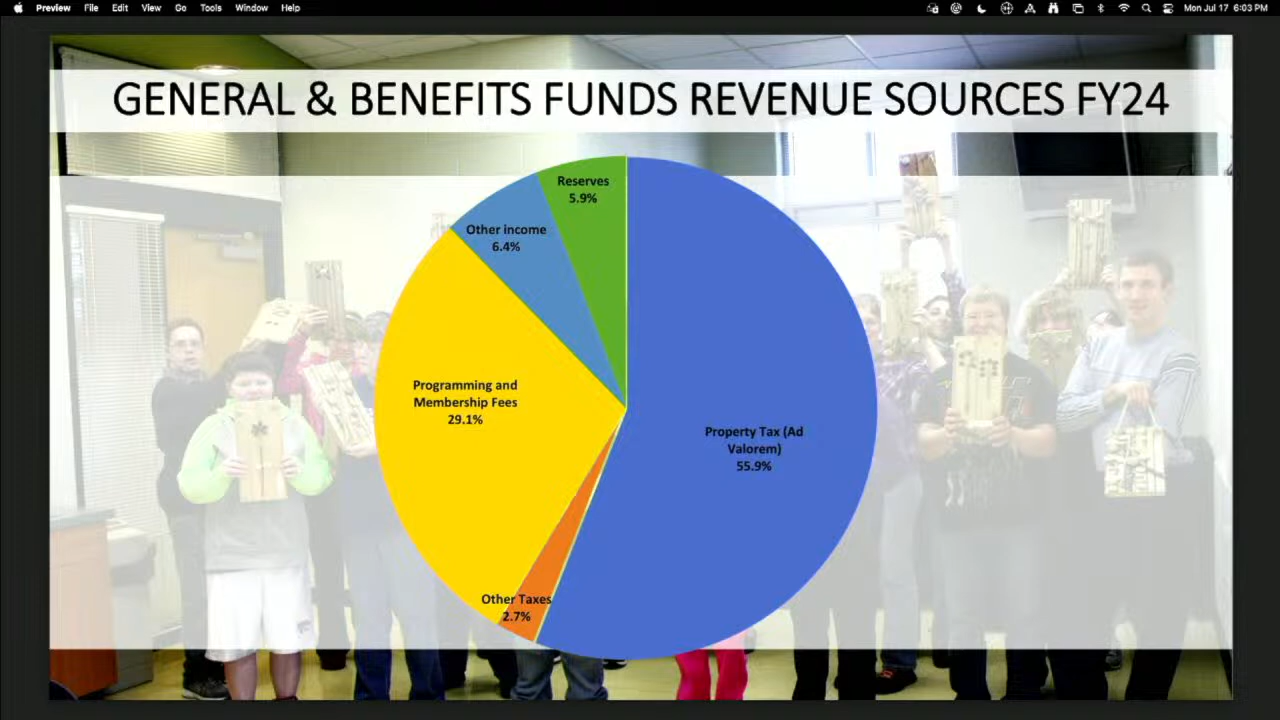 Preview File Edit View Go Tools Window Help Mon Jul 17 6:03 PM
GENERAL & BENEFITS FUNDS REVENUE SOURCES FY24
Reserves
5.9%
Other income
6.4%
Programming and
Membership Fees
29.1%
Property Tax (Ad
Valorem)
55.9%
Other Taxes
2.7%